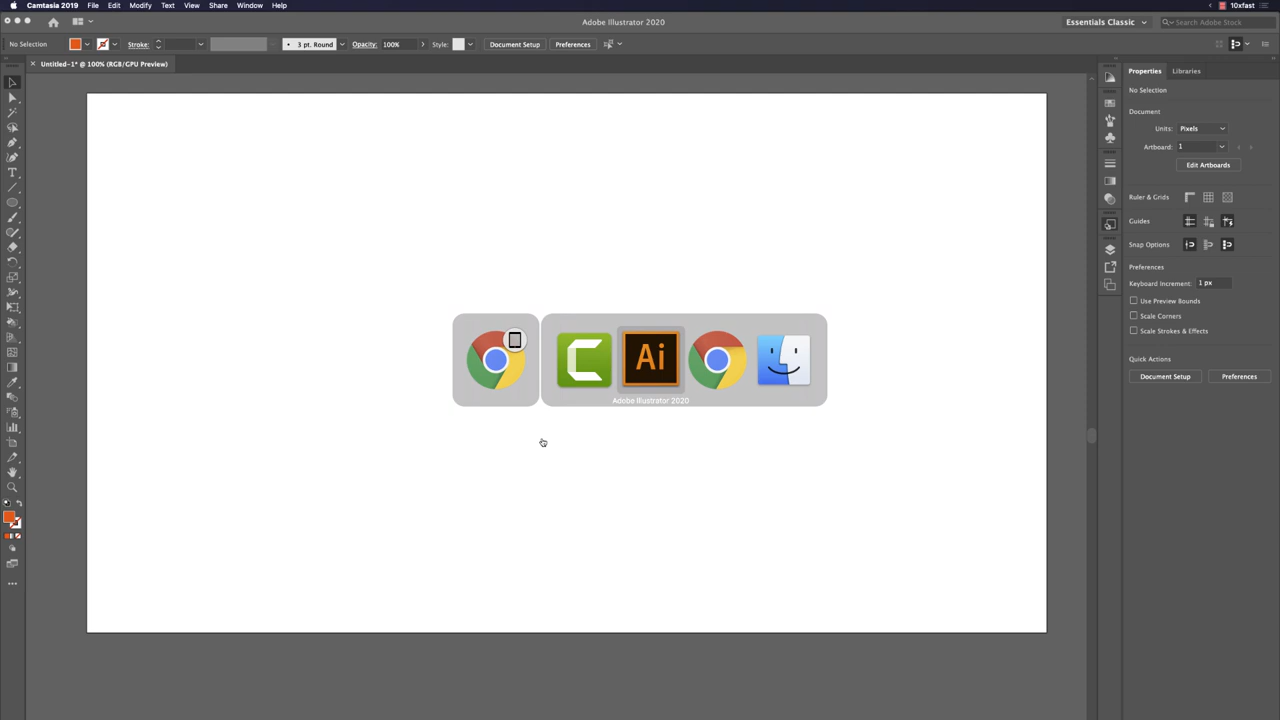 Camtasia 2019 File Edit Modify Text View Share Window Help 10xfast
Adobe Illustrator 2020 Essentials Classic Search Adobe Stock
No Selection Stroke: 3 pt. Round Opacity: 100% Style: Document Setup Preferences
Untitled-1* @ 100% (RGB/GPU Preview)
Properties Libraries
No Selection
Document
Units: Pixels
Artboard: 1
Edit Artboards
Ruler & Grids
Guides
Snap Options
Preferences
Keyboard Increment: 1 px
Use Preview Bounds
Scale Corners
Scale Strokes & Effects
Quick Actions
Document Setup Preferences
Ai
Adobe Illustrator 2020